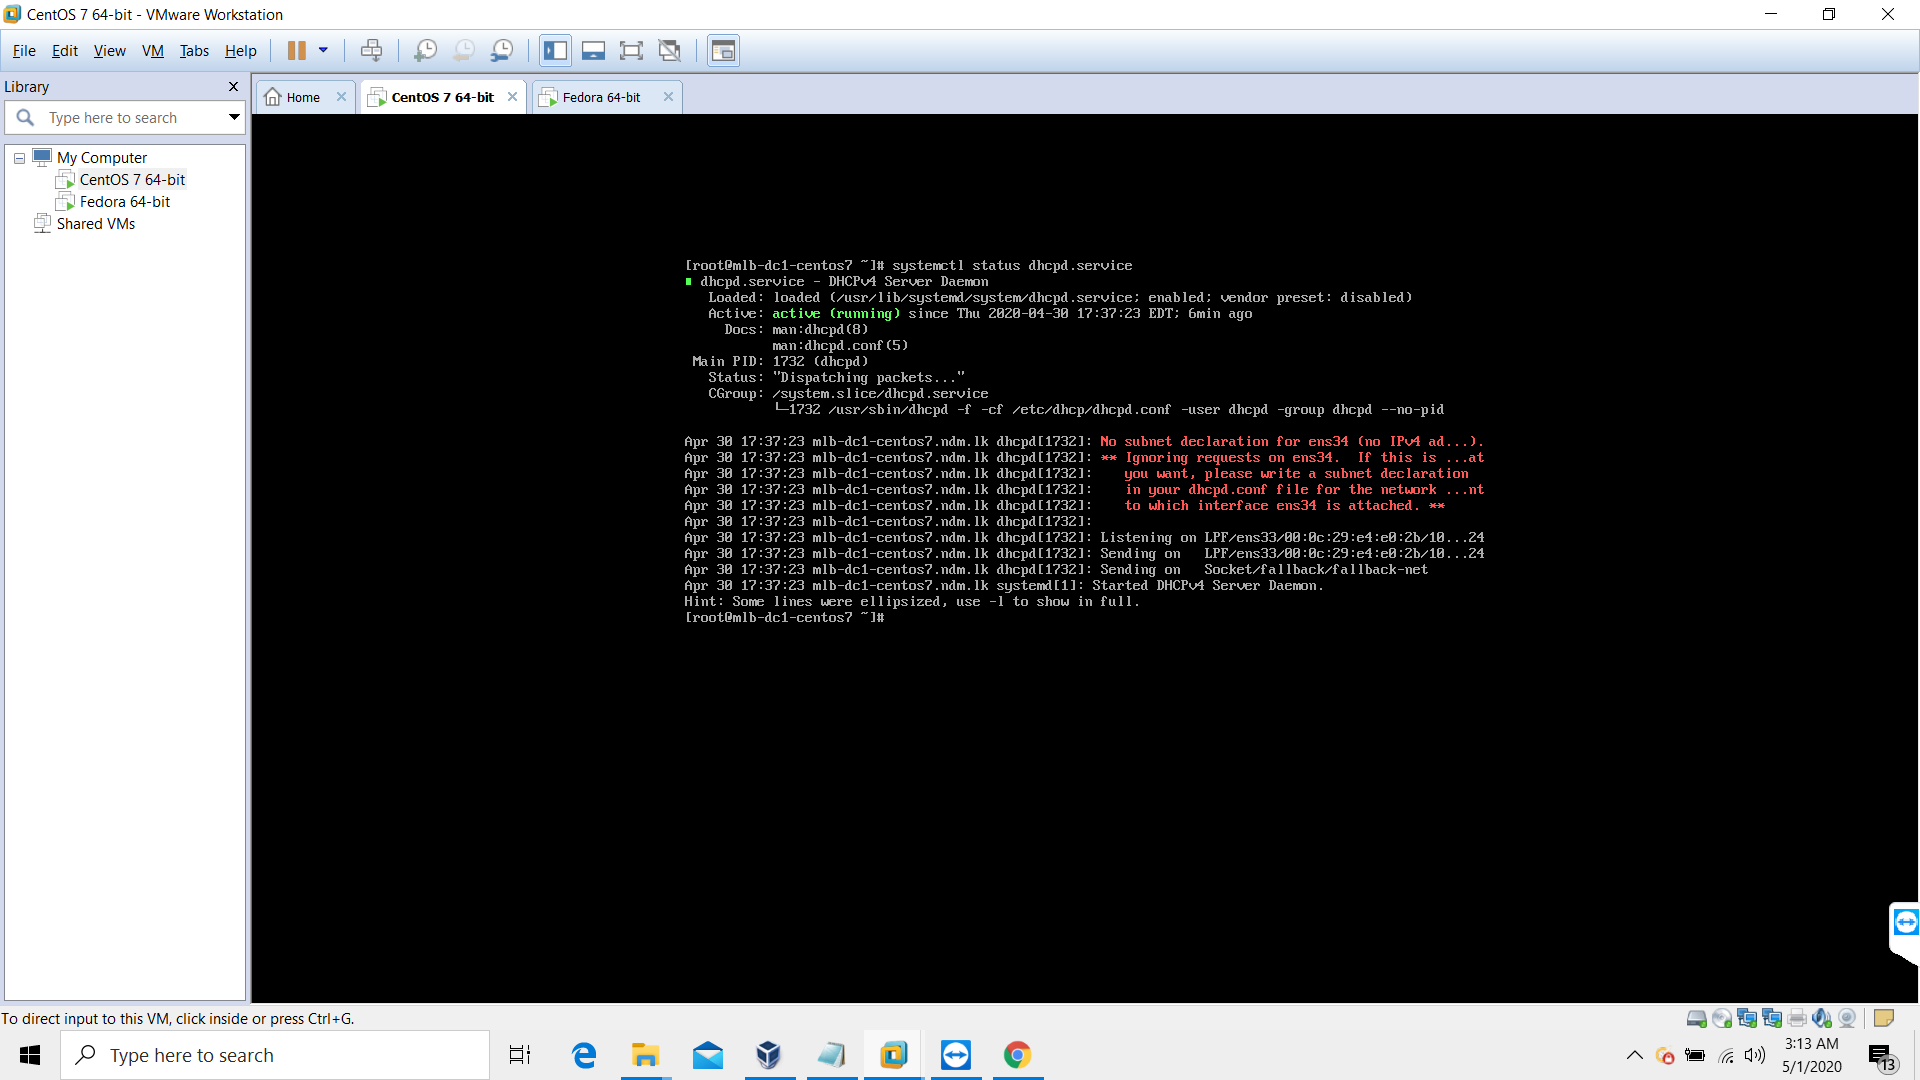 CentOS 7 64-bit - VMware Workstation
File Edit View VM Tabs Help
Library
Type here to search
My Computer
CentOS 7 64-bit
Fedora 64-bit
Shared VMs
Home
CentOS 7 64-bit
Fedora 64-bit
[root@mlb-dc1-centos7 ~]# systemctl status dhcpd.service
dhcpd.service - DHCPv4 Server Daemon
Loaded: loaded (/usr/lib/systemd/system/dhcpd.service; enabled; vendor preset: disabled)
Active: active (running) since Thu 2020-04-30 17:37:23 EDT; 6min ago
Docs: man:dhcpd(8)
man:dhcpd.conf(5)
Main PID: 1732 (dhcpd)
Status: "Dispatching packets..."
CGroup: /system.slice/dhcpd.service
└─1732 /usr/sbin/dhcpd -f -cf /etc/dhcp/dhcpd.conf -user dhcpd -group dhcpd --no-pid
Apr 30 17:37:23 mlb-dc1-centos7.ndm.lk dhcpd[1732]: No subnet declaration for ens34 (no IPv4 ad...).
Apr 30 17:37:23 mlb-dc1-centos7.ndm.lk dhcpd[1732]: ** Ignoring requests on ens34.  If this is ...at
Apr 30 17:37:23 mlb-dc1-centos7.ndm.lk dhcpd[1732]:    you want, please write a subnet declaration
Apr 30 17:37:23 mlb-dc1-centos7.ndm.lk dhcpd[1732]:    in your dhcpd.conf file for the network ...nt
Apr 30 17:37:23 mlb-dc1-centos7.ndm.lk dhcpd[1732]:    to which interface ens34 is attached. **
Apr 30 17:37:23 mlb-dc1-centos7.ndm.lk dhcpd[1732]:
Apr 30 17:37:23 mlb-dc1-centos7.ndm.lk dhcpd[1732]: Listening on LPF/ens33/00:0c:29:e4:e0:2b/10...24
Apr 30 17:37:23 mlb-dc1-centos7.ndm.lk dhcpd[1732]: Sending on   LPF/ens33/00:0c:29:e4:e0:2b/10...24
Apr 30 17:37:23 mlb-dc1-centos7.ndm.lk dhcpd[1732]: Sending on   Socket/fallback/fallback-net
Apr 30 17:37:23 mlb-dc1-centos7.ndm.lk systemd[1]: Started DHCPv4 Server Daemon.
Hint: Some lines were ellipsized, use -l to show in full.
[root@mlb-dc1-centos7 ~]#
To direct input to this VM, click inside or press Ctrl+G.
Type here to search
3:13 AM
5/1/2020
13